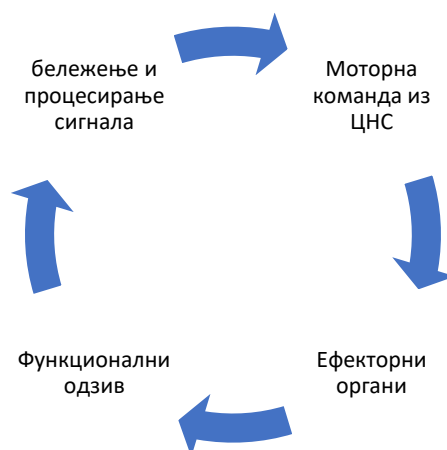 бележење и
процесирање
сигнала
Моторна
команда из
ЦНС
Ефекторни
органи
Функционални
одзив